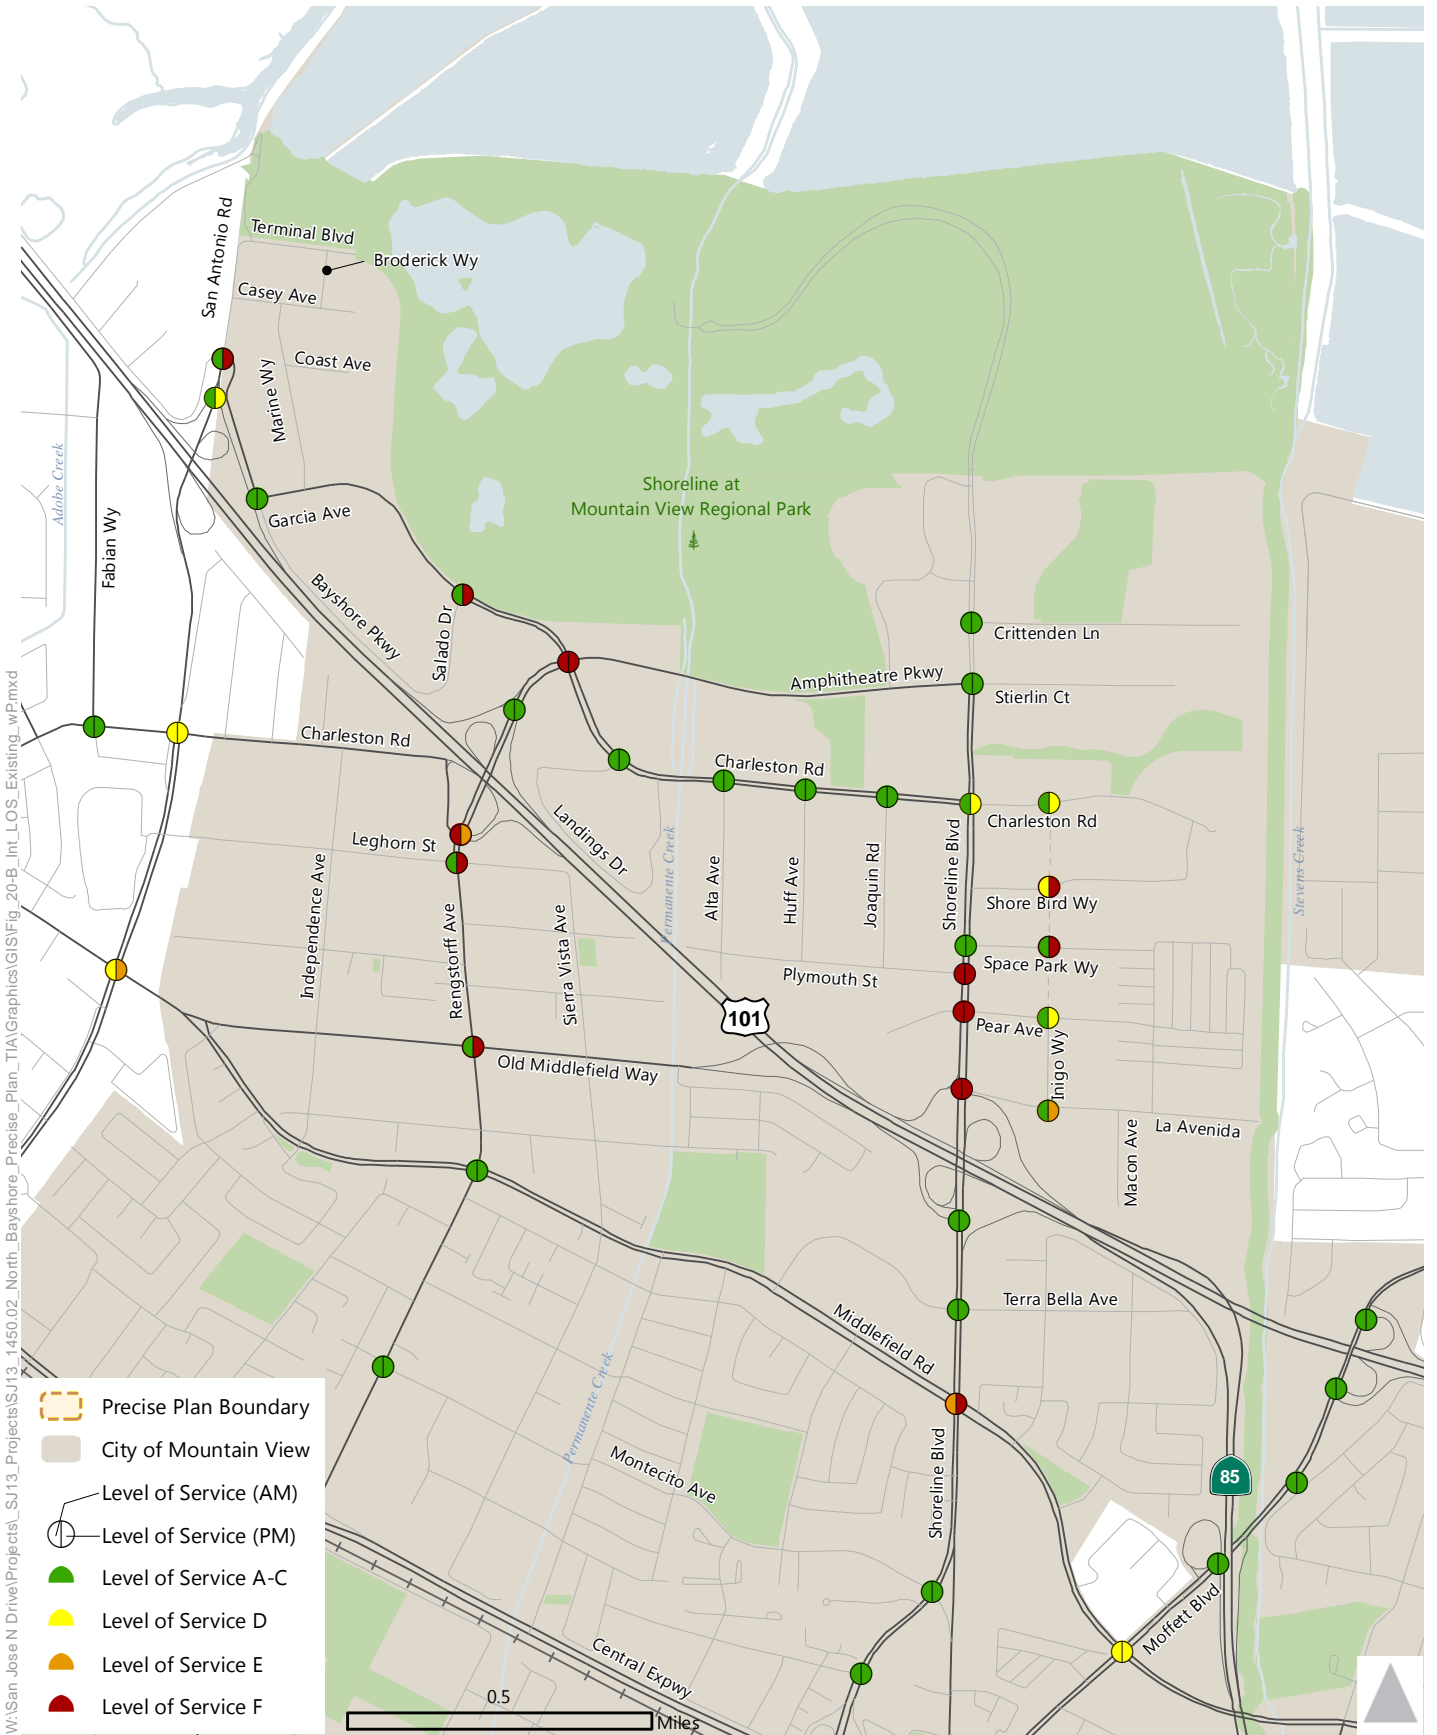 San Antonio Rd
Terminal Blvd
Broderick Wy
Casey Ave
Coast Ave
Marine Wy
Adobe Creek
Fabian Wy
Garcia Ave
Shoreline at
Mountain View Regional Park
Bayshore Pkwy
Salado Dr
Crittenden Ln
Amphitheatre Pkwy
Stierlin Ct
Charleston Rd
Charleston Rd
Charleston Rd
Landings Dr
Leghorn St
Independence Ave
Rengstorff Ave
Sierra Vista Ave
Permanente Creek
Alta Ave
Huff Ave
Joaquin Rd
Shoreline Blvd
Shore Bird Wy
Stevens Creek
Space Park Wy
Plymouth St
101
Pear Ave
Inigo Wy
Old Middlefield Way
La Avenida
Macon Ave
Terra Bella Ave
Middlefield Rd
Permanente Creek
Montecito Ave
Shoreline Blvd
85
Moffett Blvd
Central Expwy
Precise Plan Boundary
City of Mountain View
Level of Service (AM)
Level of Service (PM)
Level of Service A-C
Level of Service D
Level of Service E
Level of Service F
0.5
Miles
W:\San Jose N Drive\Projects\_SJ13_Projects\SJ13_1450.02_North_Bayshore_Precise_Plan_TIA\Graphics\GIS\Fig_20-B_Int_LOS_Existing_wP.mxd